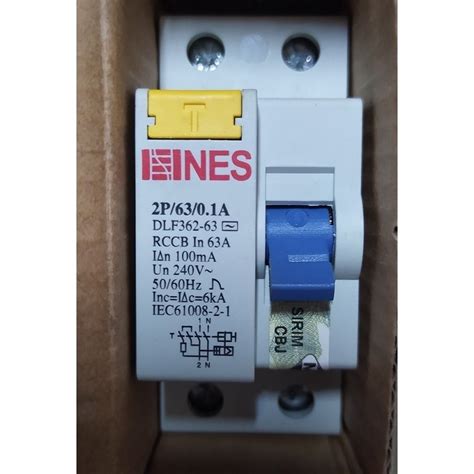 T
EINES
2P/63/0.1A
DLF362-63
RCCB In 63A
IΔn 100mA
Un 240V~
50/60Hz
Inc=IΔc=6kA
IEC61008-2-1
1 N
T
2 N
SIRIM
CBJ